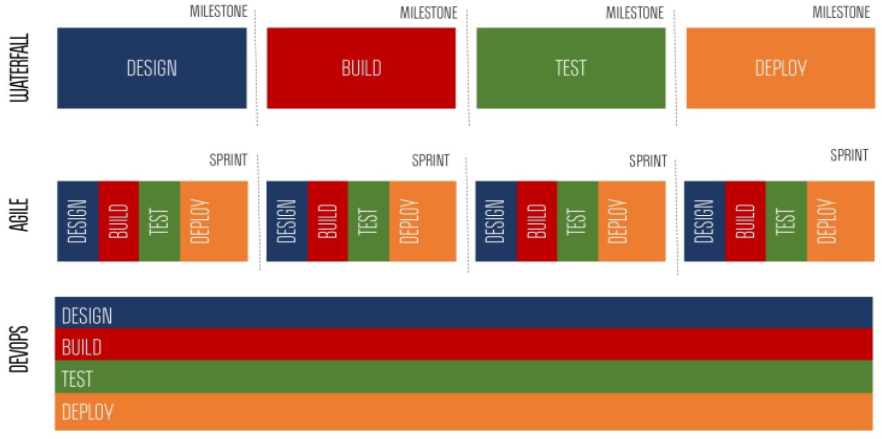 MILESTONE MILESTONE MILESTONE MILESTONE
WATERFALL
DESIGN BUILD TEST DEPLOY
SPRINT SPRINT SPRINT SPRINT
AGILE
DESIGN BUILD TEST DEPLOY DESIGN BUILD TEST DEPLOY DESIGN BUILD TEST DEPLOY DESIGN BUILD TEST DEPLOY
DEVOPS
DESIGN
BUILD
TEST
DEPLOY